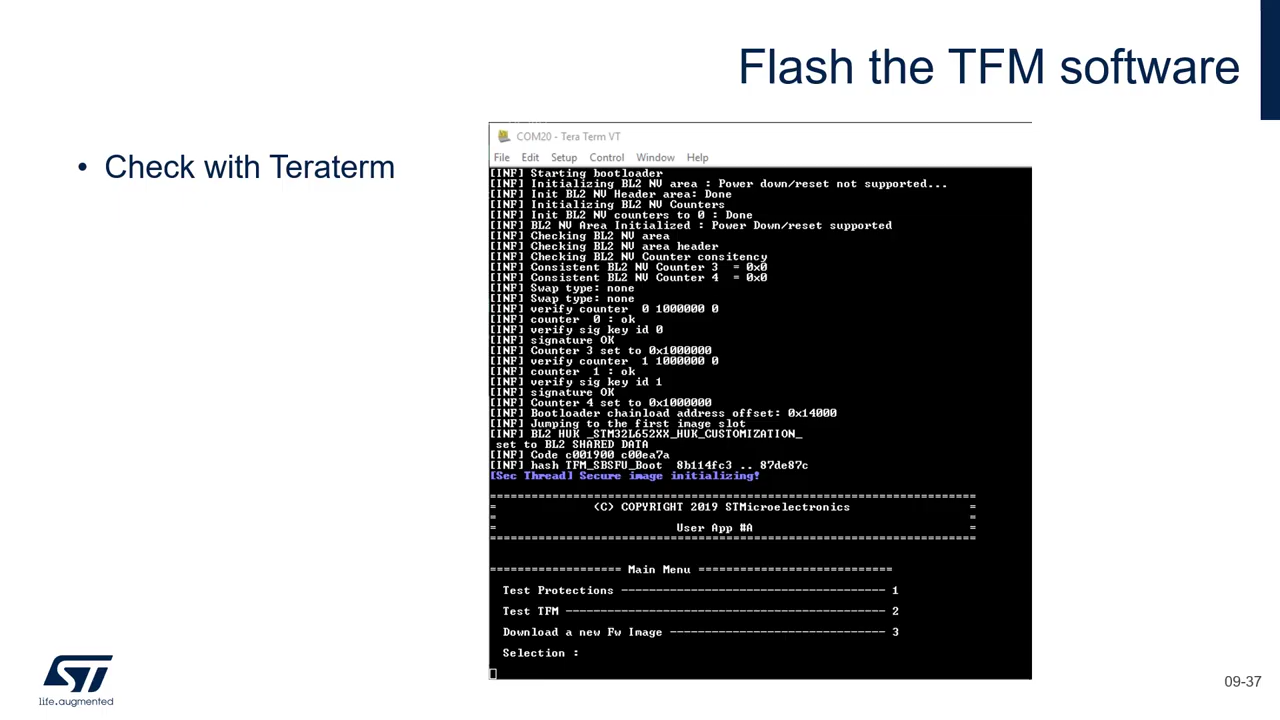 Flash the TFM software
• Check with Teraterm
COM20 - Tera Term VT
File Edit Setup Control Window Help
[INF] Starting bootloader
[INF] Initializing BL2 NV area : Power down/reset not supported...
[INF] Init BL2 NV Header area: Done
[INF] Initializing BL2 NV Counters
[INF] Init BL2 NV counters to 0 : Done
[INF] BL2 NV Area Initialized : Power Down/reset supported
[INF] Checking BL2 NV area
[INF] Checking BL2 NV area header
[INF] Checking BL2 NV Counter consitency
[INF] Consistent BL2 NV Counter 3  = 0x0
[INF] Consistent BL2 NV Counter 4  = 0x0
[INF] Swap type: none
[INF] Swap type: none
[INF] verify counter  0 1000000 0
[INF] counter  0 : ok
[INF] verify sig key id 0
[INF] signature OK
[INF] Counter 3 set to 0x1000000
[INF] verify counter  1 1000000 0
[INF] counter  1 : ok
[INF] verify sig key id 1
[INF] signature OK
[INF] Counter 4 set to 0x1000000
[INF] Bootloader chainload address offset: 0x14000
[INF] Jumping to the first image slot
[INF] BL2 HUK _STM32L652XX_HUK_CUSTOMIZATION_
set to BL2 SHARED DATA
[INF] Code c001900 c00ea7a
[INF] hash TFM_SBSFU_Boot  8b114fc3 .. 87de87c
[Sec Thread] Secure image initializing!
======================================================================
=              (C) COPYRIGHT 2019 STMicroelectronics                 =
=                                                                    =
=                          User App #A                               =
======================================================================
=================== Main Menu ============================
Test Protections -------------------------------------- 1
Test TFM ---------------------------------------------- 2
Download a new Fw Image ------------------------------- 3
Selection :
ST
life.augmented
09-37